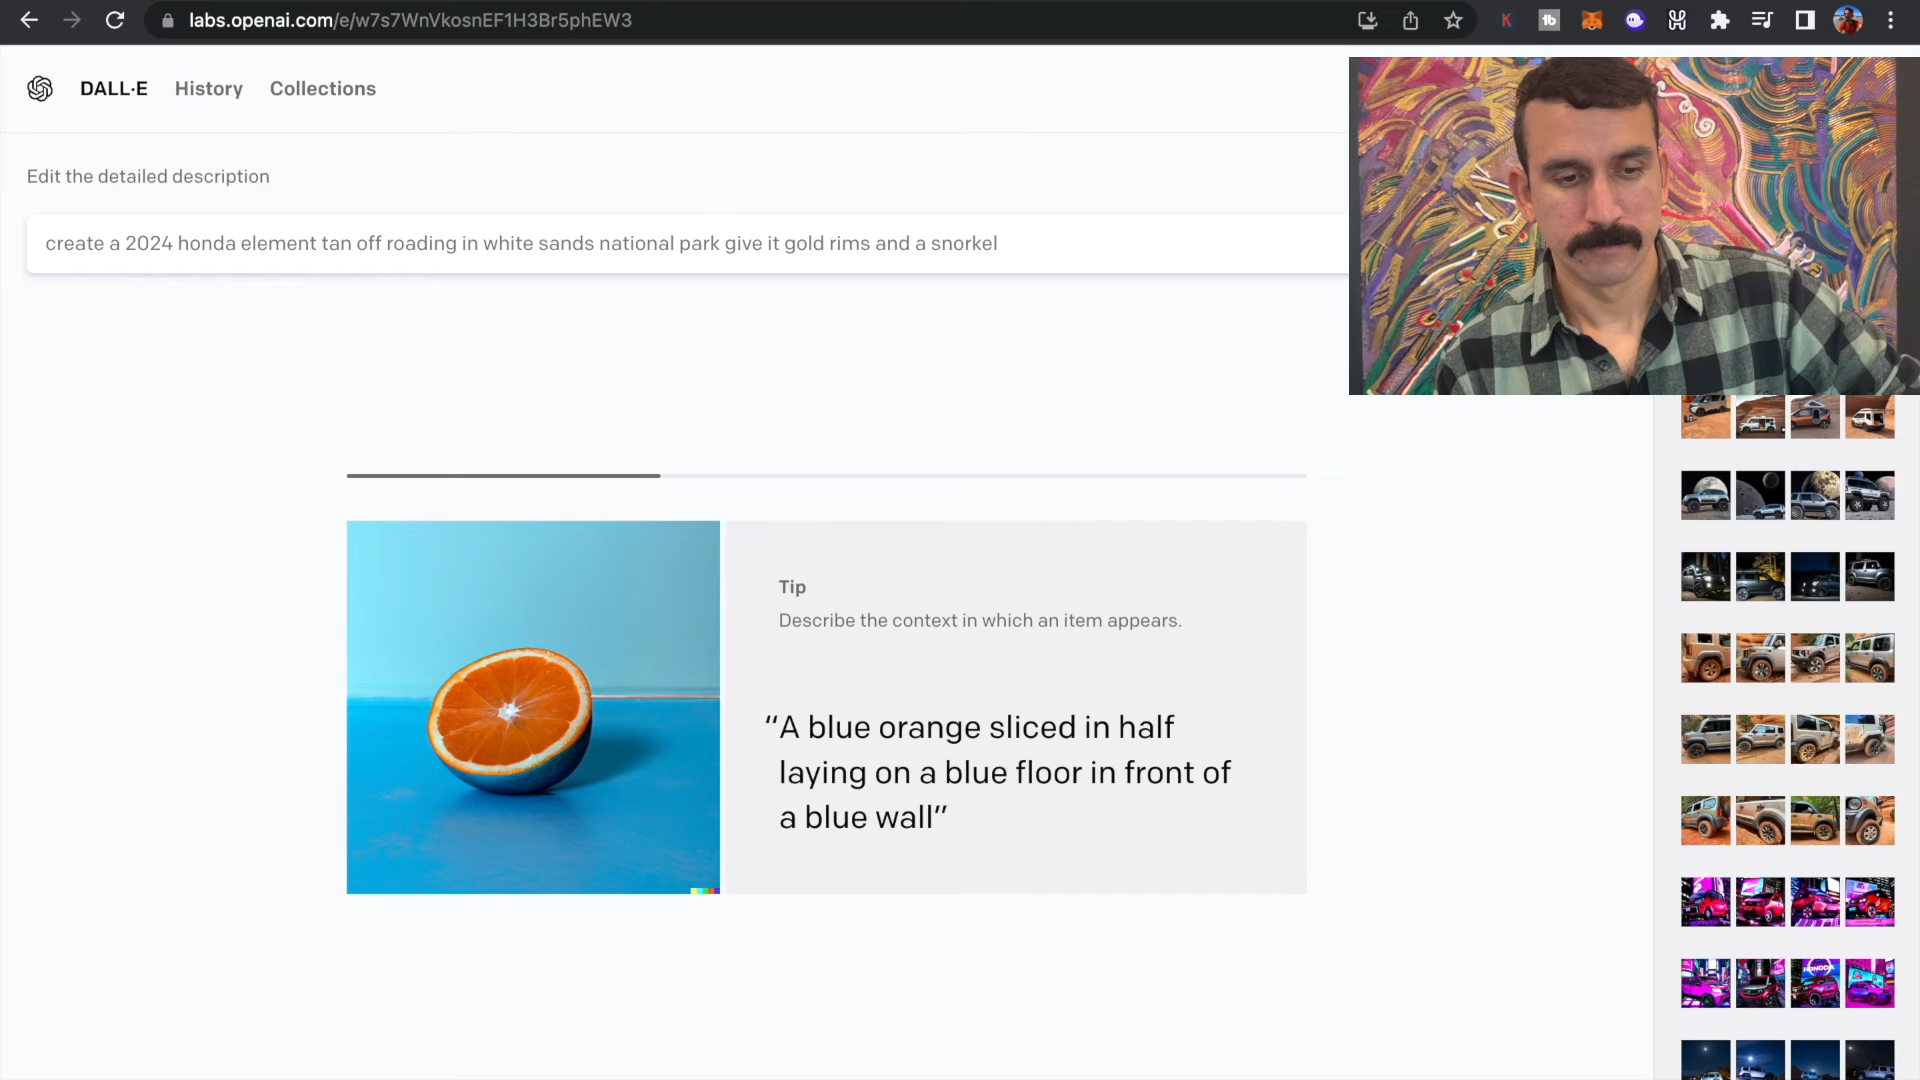 labs.openai.com/e/w7s7WnVkosnEF1H3Br5phEW3
K
DALL·E History Collections
Edit the detailed description
create a 2024 honda element tan off roading in white sands national park give it gold rims and a snorkel
Tip
Describe the context in which an item appears.
“A blue orange sliced in half
laying on a blue floor in front of
a blue wall”